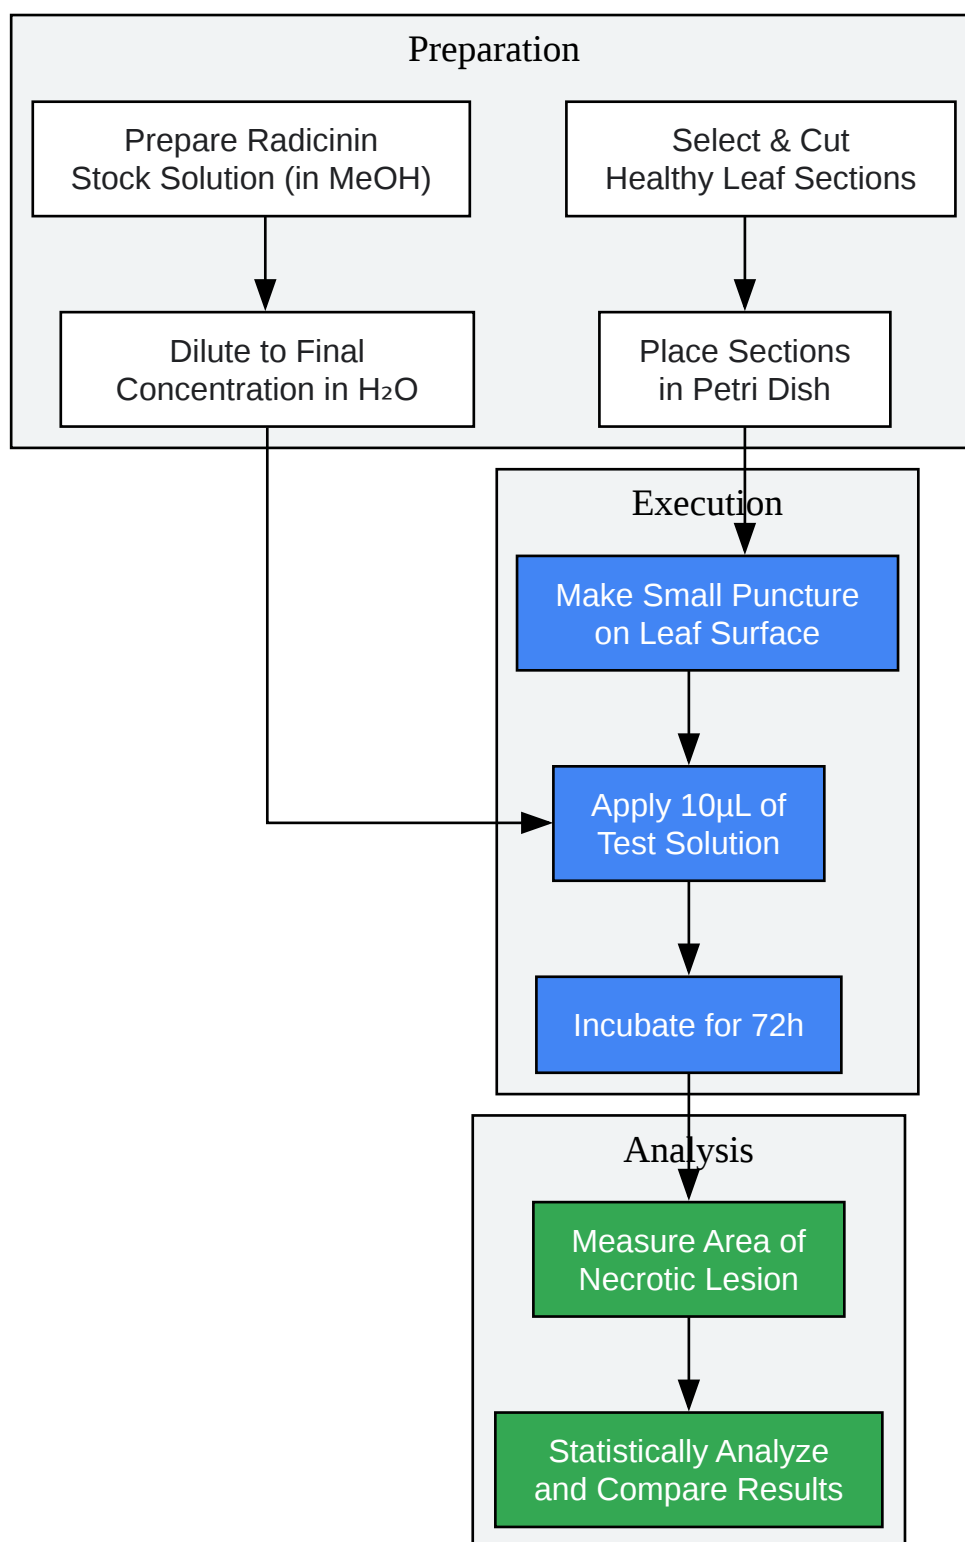 Preparation
Prepare Radicinin
Stock Solution (in MeOH)
Select & Cut
Healthy Leaf Sections
Dilute to Final
Concentration in H₂O
Place Sections
in Petri Dish
Execution
Make Small Puncture
on Leaf Surface
Apply 10µL of
Test Solution
Incubate for 72h
Analysis
Measure Area of
Necrotic Lesion
Statistically Analyze
and Compare Results